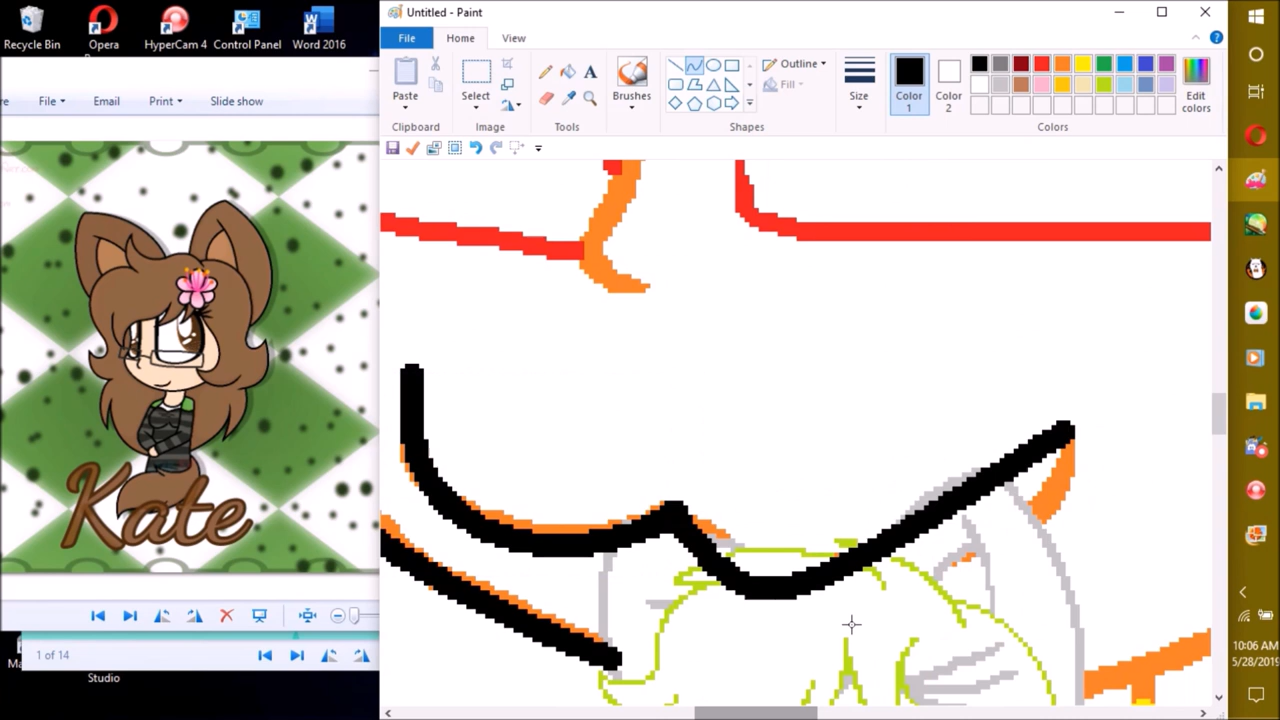 Untitled - Paint
Recycle Bin
Opera
HyperCam 4
Control Panel
Word 2016
File
Home
View
File
Email
Print
Slide show
Paste
Select
Brushes
Outline
Fill
Size
Color
1
Color
2
Edit
colors
Clipboard
Image
Tools
Shapes
Colors
Kate
1 of 14
Studio
10:06 AM
5/28/2019